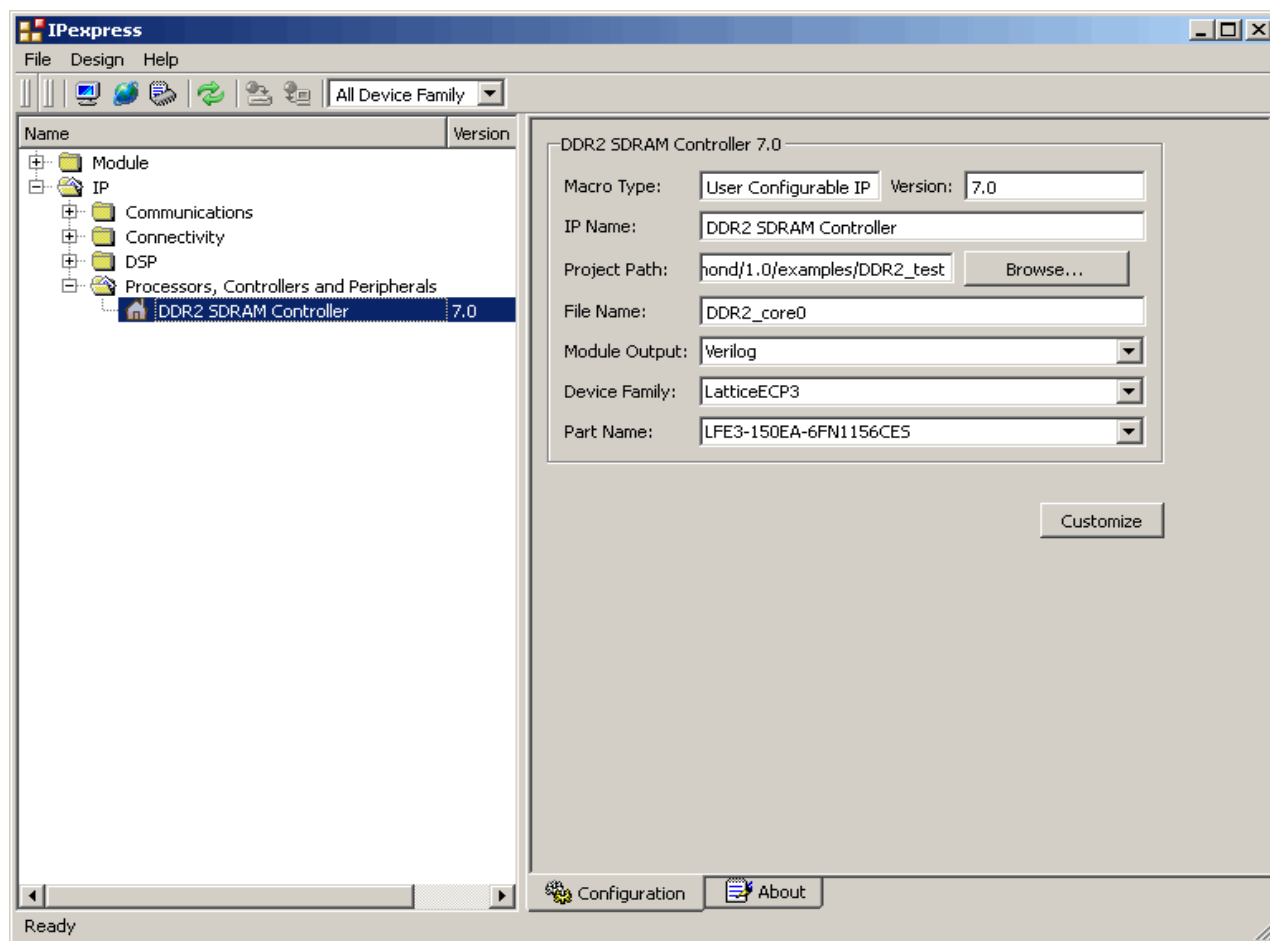 IPexpress
File Design Help
All Device Family
Name Version
Module
IP
Communications
Connectivity
DSP
Processors, Controllers and Peripherals
DDR2 SDRAM Controller 7.0
DDR2 SDRAM Controller 7.0
Macro Type: User Configurable IP Version: 7.0
IP Name: DDR2 SDRAM Controller
Project Path: hond/1.0/examples/DDR2_test Browse...
File Name: DDR2_core0
Module Output: Verilog
Device Family: LatticeECP3
Part Name: LFE3-150EA-6FN1156CES
Customize
Configuration About
Ready